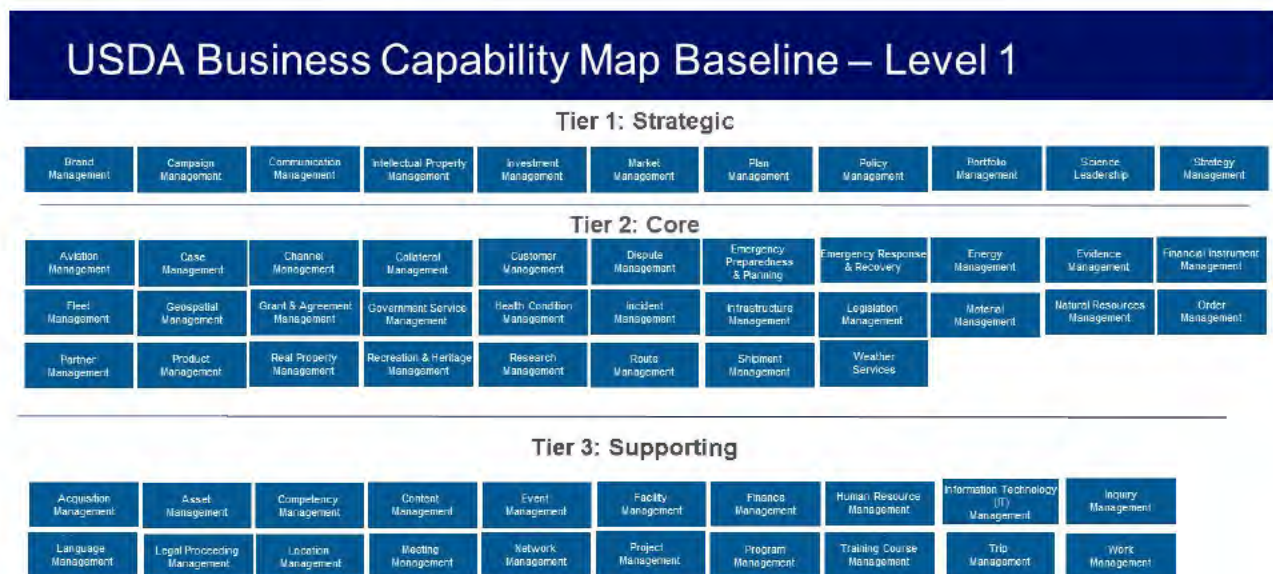 USDA Business Capability Map Baseline – Level 1
Tier 1: Strategic
Brand
Management
Campaign
Management
Communication
Management
Intellectual Property
Management
Investment
Management
Market
Management
Plan
Management
Policy
Management
Portfolio
Management
Science
Leadership
Strategy
Management
Tier 2: Core
Aviation
Management
Case
Management
Channel
Management
Collateral
Management
Customer
Management
Dispute
Management
Emergency
Preparedness
& Planning
Emergency Response
& Recovery
Energy
Management
Evidence
Management
Financial Instrument
Management
Fleet
Management
Geospatial
Management
Grant & Agreement
Management
Government Service
Management
Health Condition
Management
Incident
Management
Infrastructure
Management
Legislation
Management
Material
Management
Natural Resources
Management
Order
Management
Partner
Management
Product
Management
Real Property
Management
Recreation & Heritage
Management
Research
Management
Route
Management
Shipment
Management
Weather
Services
Tier 3: Supporting
Acquisition
Management
Asset
Management
Competency
Management
Content
Management
Event
Management
Facility
Management
Finance
Management
Human Resource
Management
Information Technology
(IT)
Management
Inquiry
Management
Language
Management
Legal Proceeding
Management
Location
Management
Meeting
Management
Network
Management
Project
Management
Program
Management
Training Course
Management
Trip
Management
Work
Management